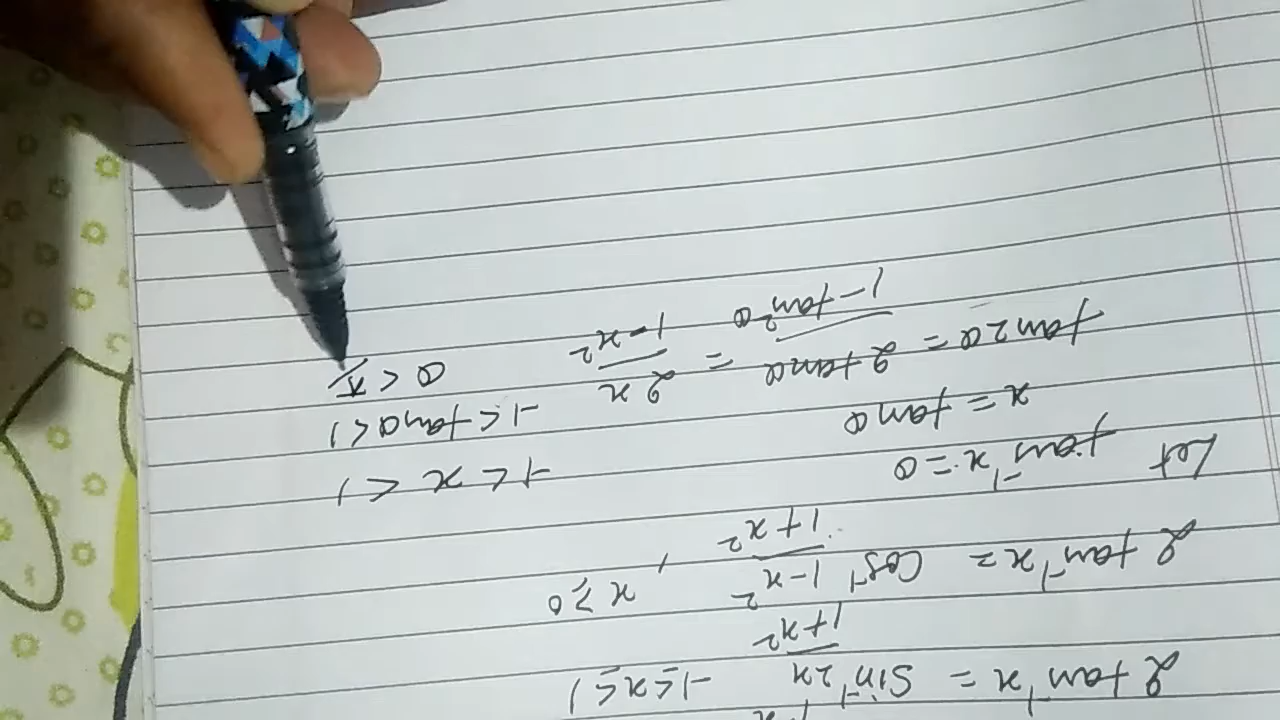 2 tan⁻¹x = sin⁻¹ 2x/1+x² -1≤x≤1
2 tan⁻¹x = cos⁻¹ 1-x²/1+x² , x≥0
Let tan⁻¹x = θ
-1 < x < 1
x = tanθ
-1 < tanθ < 1
tan2θ = 2tanθ/1-tan²θ = 2x/1-x²
θ < π/